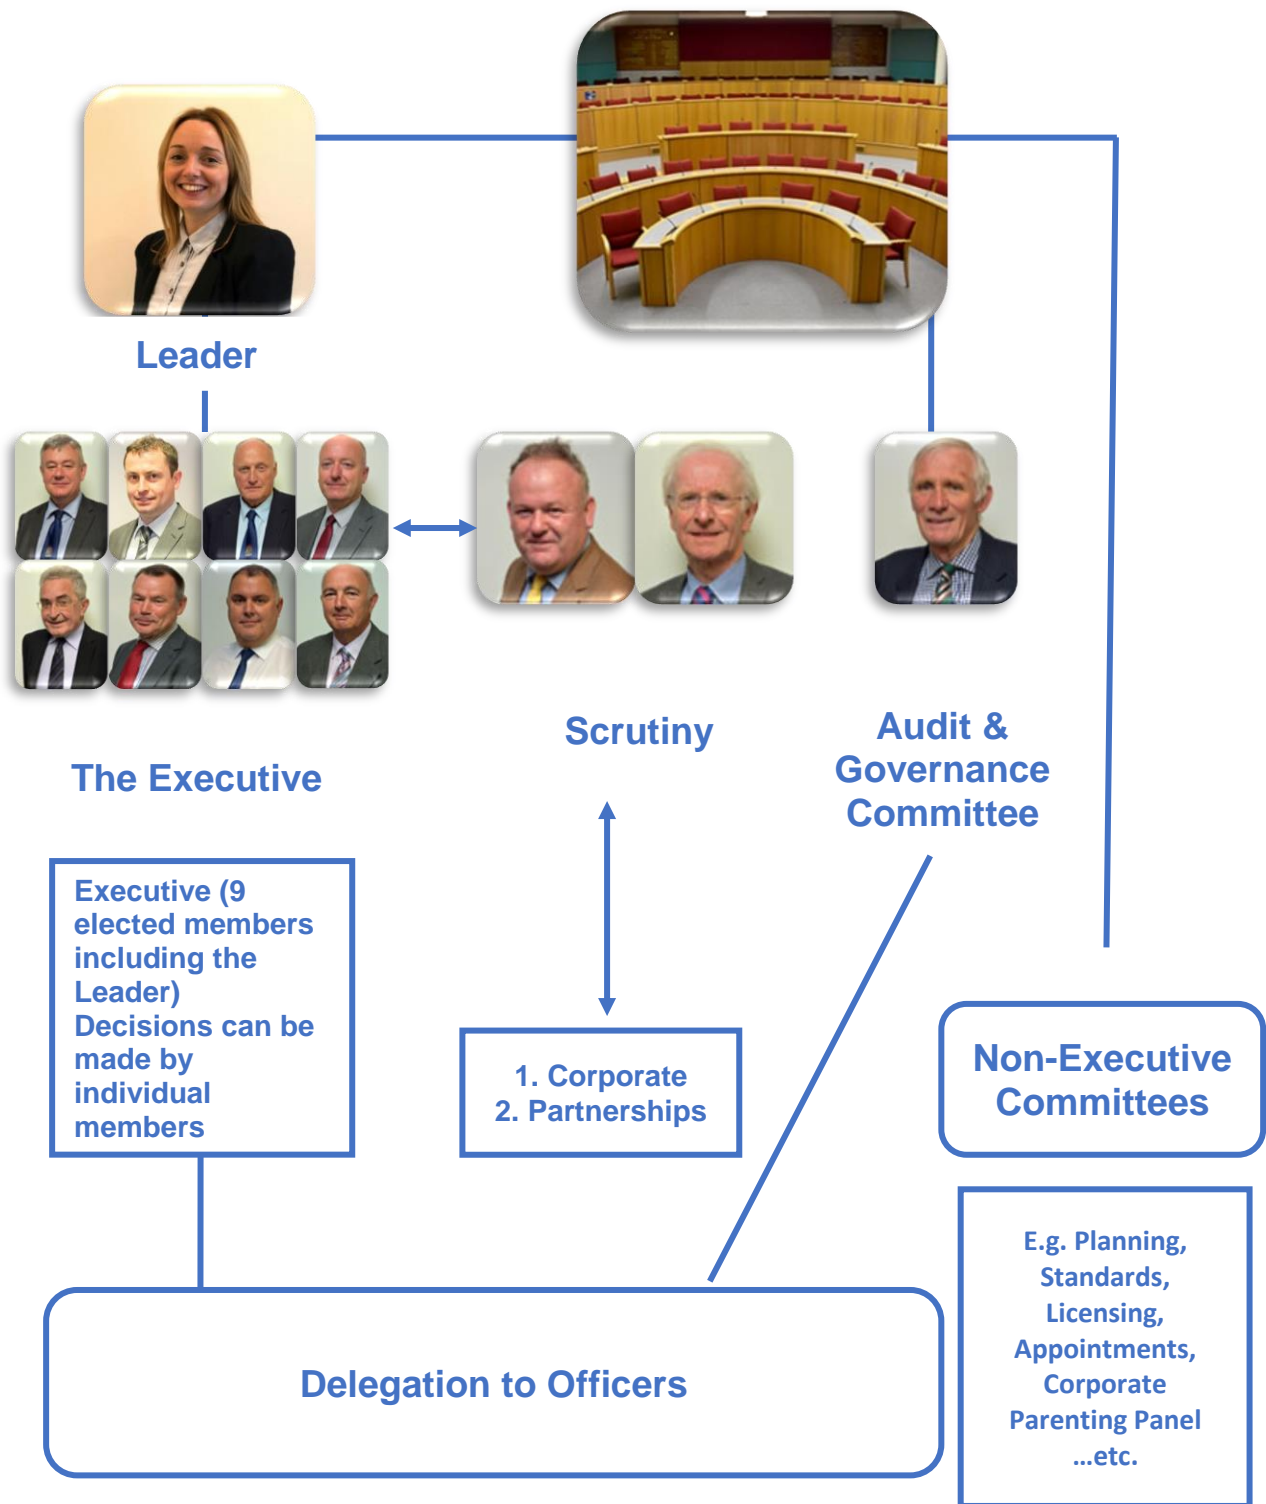 Leader
The Executive
Scrutiny
Audit &
Governance
Committee
Executive (9
elected members
including the
Leader)
Decisions can be
made by
individual
members
1. Corporate
2. Partnerships
Non-Executive
Committees
E.g. Planning,
Standards,
Licensing,
Appointments,
Corporate
Parenting Panel
...etc.
Delegation to Officers